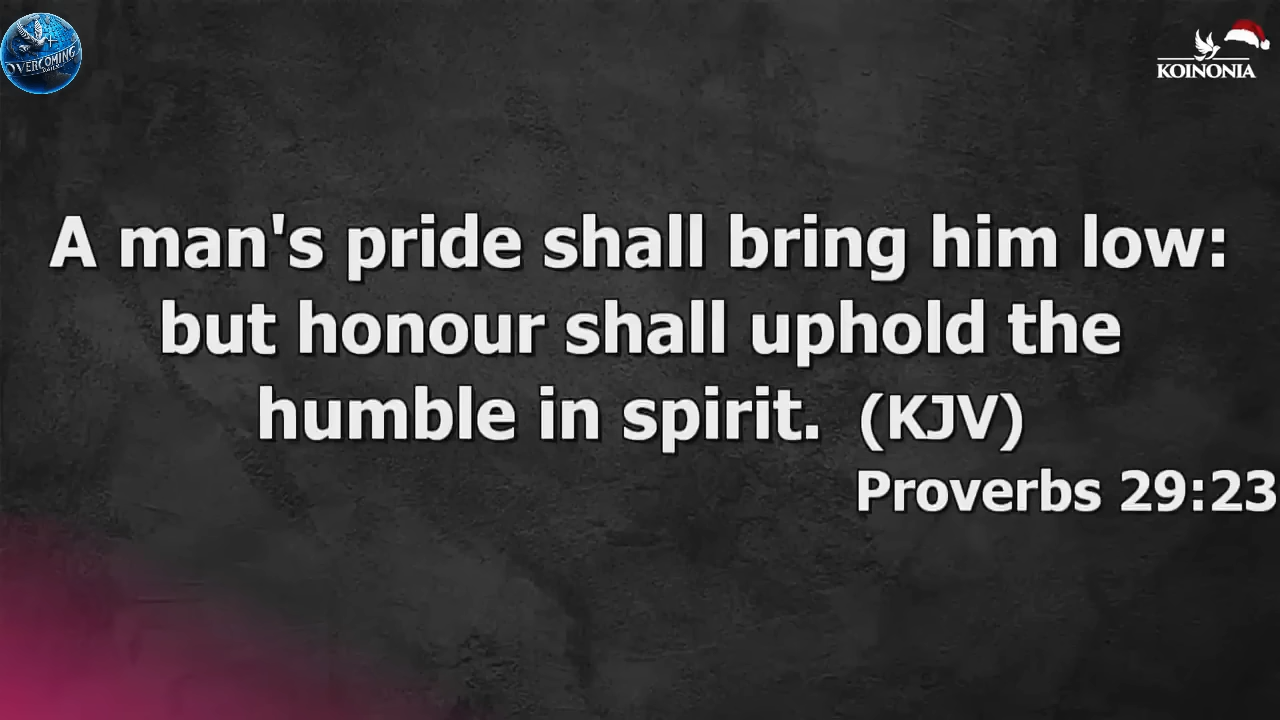 OVERCOMING
KOINONIA
A man's pride shall bring him low:
but honour shall uphold the
humble in spirit. (KJV)
Proverbs 29:23